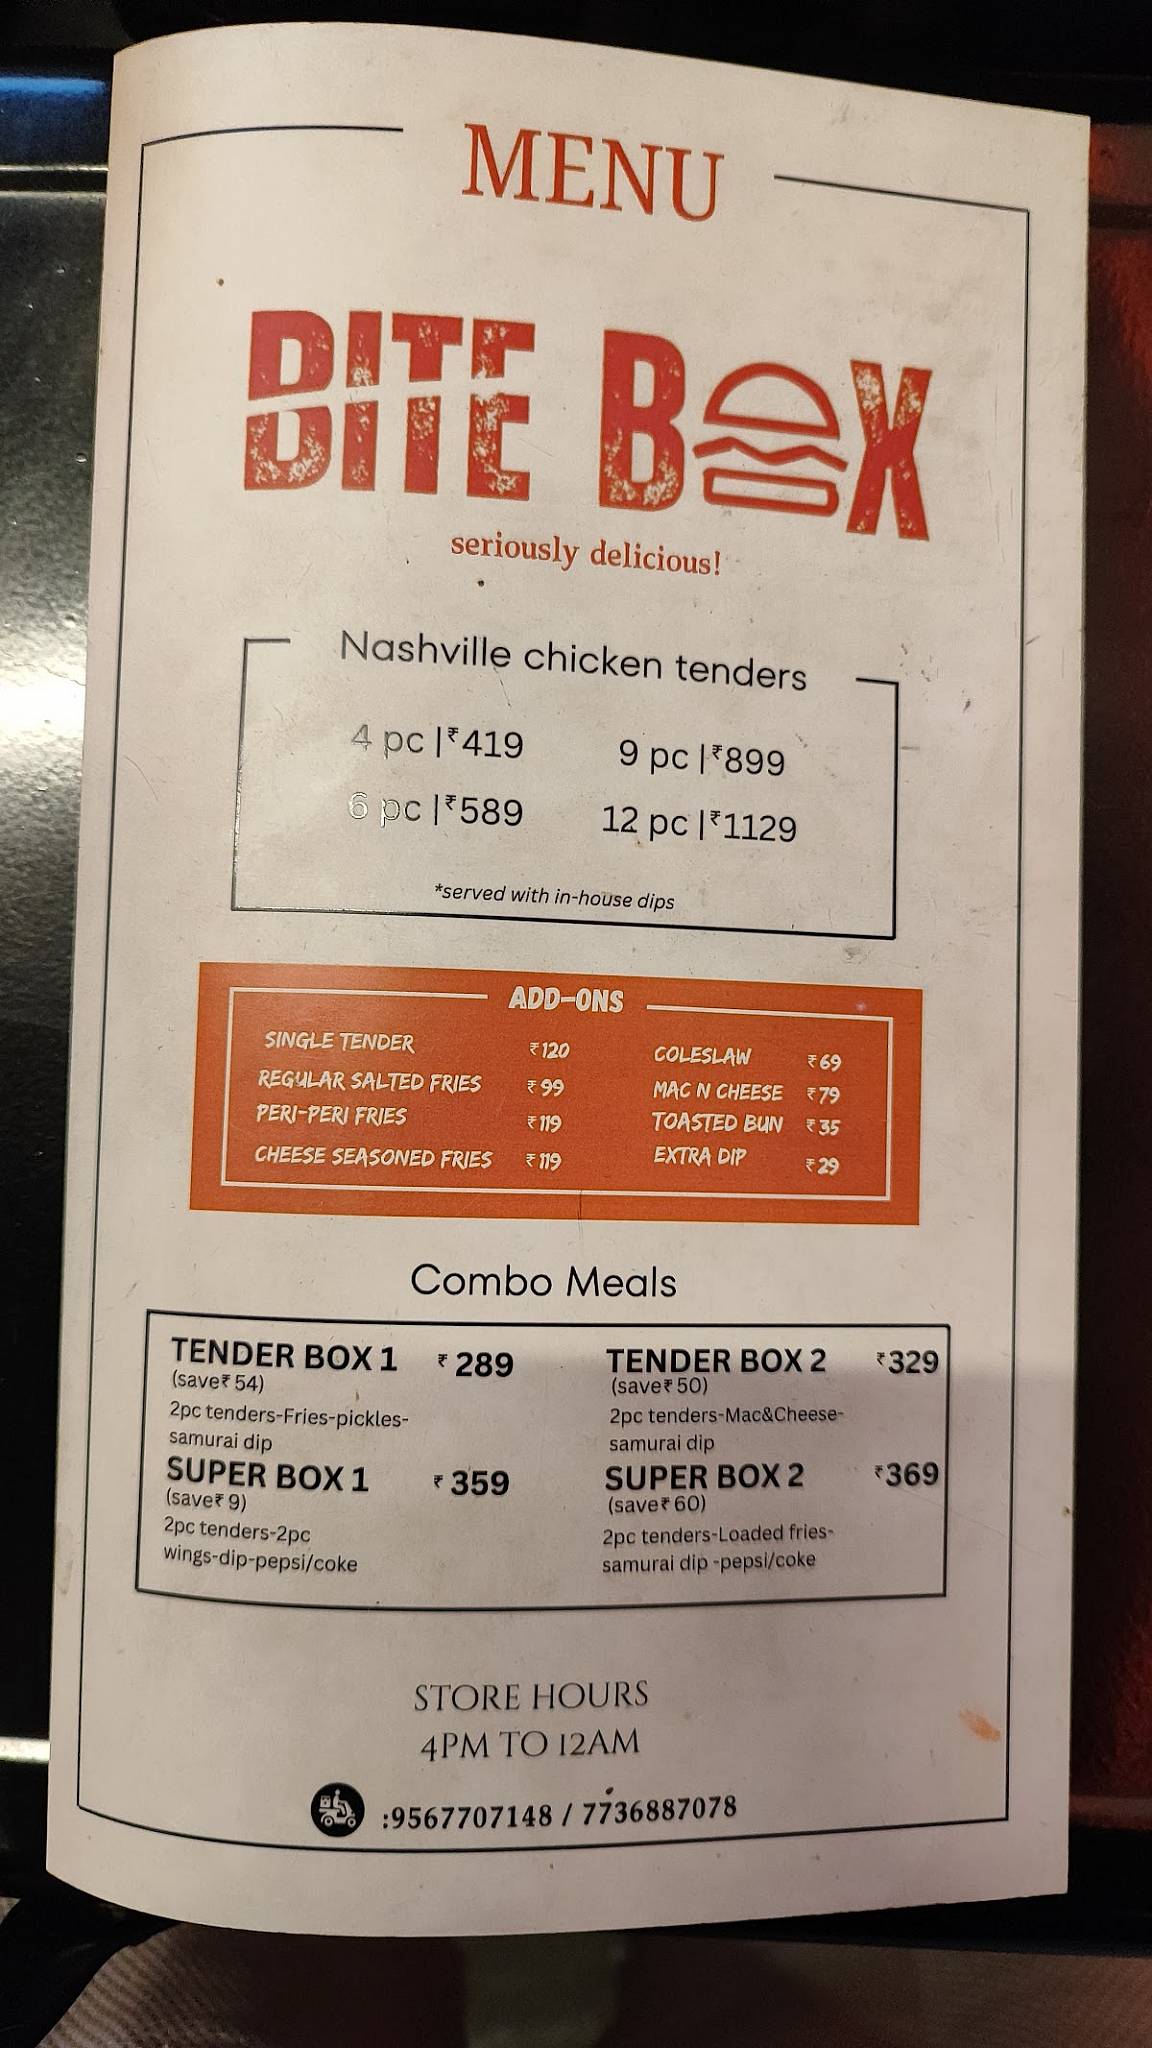 MENU
BITE BOX
seriously delicious!
Nashville chicken tenders
4 pc |₹419 9 pc |₹899
6 pc |₹589 12 pc |₹1129
*served with in-house dips
ADD-ONS
SINGLE TENDER ₹120 COLESLAW ₹69
REGULAR SALTED FRIES ₹99 MAC N CHEESE ₹79
PERI-PERI FRIES ₹119 TOASTED BUN ₹35
CHEESE SEASONED FRIES ₹119 EXTRA DIP ₹29
Combo Meals
TENDER BOX 1 ₹289
(save₹54)
2pc tenders-Fries-pickles-
samurai dip
TENDER BOX 2 ₹329
(save₹50)
2pc tenders-Mac&Cheese-
samurai dip
SUPER BOX 1 ₹359
(save₹9)
2pc tenders-2pc
wings-dip-pepsi/coke
SUPER BOX 2 ₹369
(save₹60)
2pc tenders-Loaded fries-
samurai dip -pepsi/coke
STORE HOURS
4PM TO 12AM
:9567707148 / 7736887078